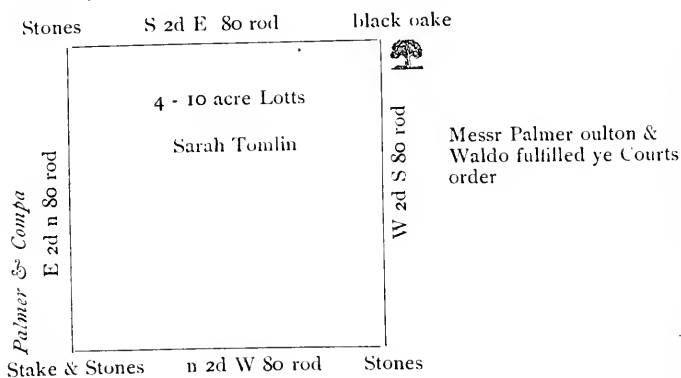 Stones S 2d E 80 rod black oake
4 - 10 acre Lotts
Sarah Tomlin
Messr Palmer oulton &
Waldo fulfilled ye Courts
order
Palmer & Compa
E 2d n 80 rod
W 2d S 80 rod
Stake & Stones n 2d W 80 rod Stones